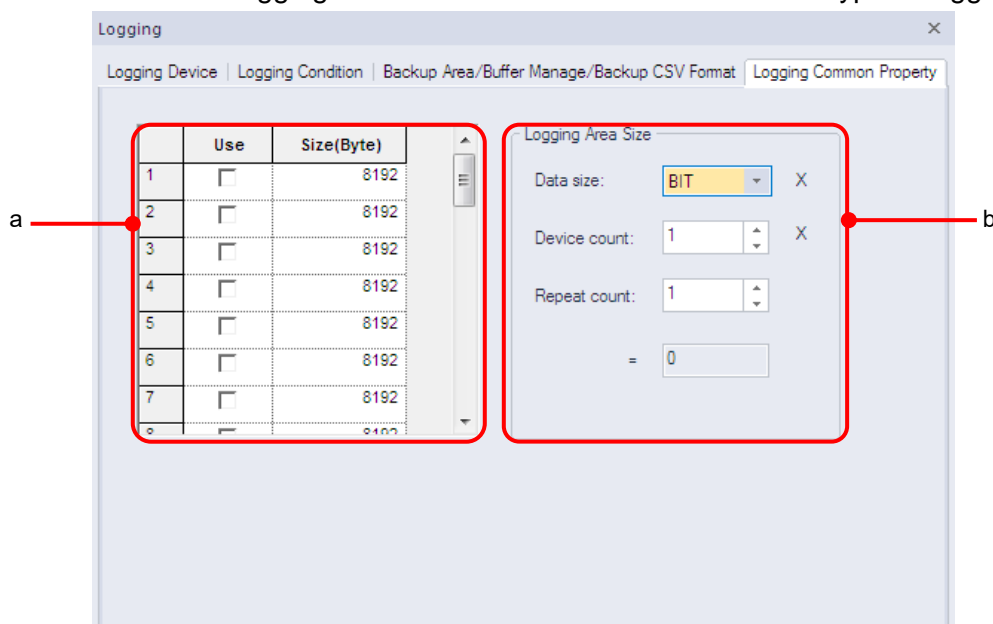 Logging
Logging Device | Logging Condition | Backup Area/Buffer Manage/Backup CSV Format | Logging Common Property
Use Size(Byte)
1 8192
2 8192
3 8192
4 8192
5 8192
6 8192
7 8192
Logging Area Size
Data size: BIT X
Device count: 1 X
Repeat count: 1
= 0
a
b